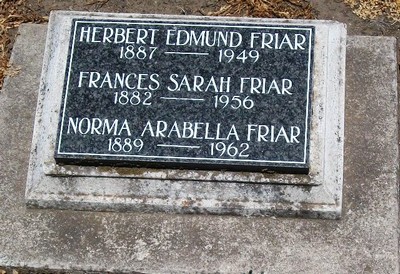 HERBERT EDMUND FRIAR
1887 — 1949
FRANCES SARAH FRIAR
1882 — 1956
NORMA ARABELLA FRIAR
1889 — 1962